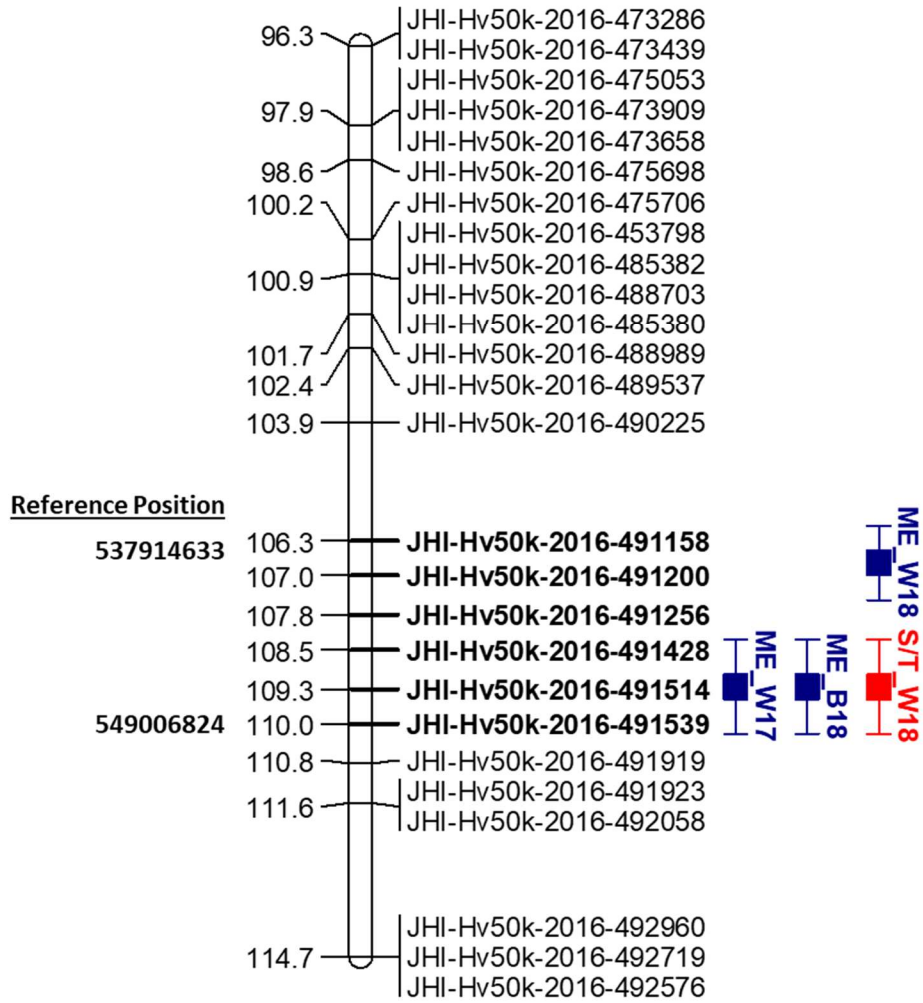 96.3
JHI-Hv50k-2016-473286
JHI-Hv50k-2016-473439
97.9
JHI-Hv50k-2016-475053
JHI-Hv50k-2016-473909
JHI-Hv50k-2016-473658
98.6
JHI-Hv50k-2016-475698
100.2
JHI-Hv50k-2016-475706
100.9
JHI-Hv50k-2016-453798
JHI-Hv50k-2016-485382
JHI-Hv50k-2016-488703
JHI-Hv50k-2016-485380
101.7
JHI-Hv50k-2016-488989
102.4
JHI-Hv50k-2016-489537
103.9
JHI-Hv50k-2016-490225
Reference Position
537914633
106.3
JHI-Hv50k-2016-491158
107.0
JHI-Hv50k-2016-491200
107.8
JHI-Hv50k-2016-491256
108.5
JHI-Hv50k-2016-491428
109.3
JHI-Hv50k-2016-491514
549006824
110.0
JHI-Hv50k-2016-491539
110.8
JHI-Hv50k-2016-491919
111.6
JHI-Hv50k-2016-491923
JHI-Hv50k-2016-492058
114.7
JHI-Hv50k-2016-492960
JHI-Hv50k-2016-492719
JHI-Hv50k-2016-492576
ME_W17
ME_B18
ME_W18
S/T_W18